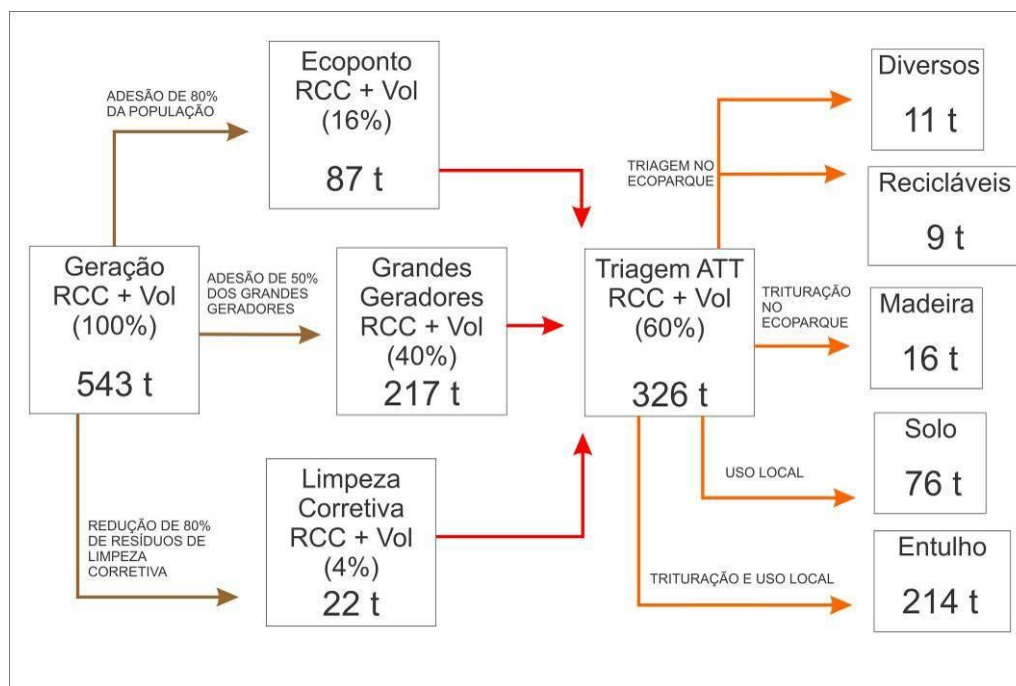 Ecoponto
RCC + Vol
(16%)
87 t
ADESÃO DE 80%
DA POPULAÇÃO
Geração
RCC + Vol
(100%)
543 t
ADESÃO DE 50%
DOS GRANDES
GERADORES
Grandes
Geradores
RCC + Vol
(40%)
217 t
REDUÇÃO DE 80%
DE RESÍDUOS DE
LIMPEZA
CORRETIVA
Limpeza
Corretiva
RCC + Vol
(4%)
22 t
Triagem ATT
RCC + Vol
(60%)
326 t
TRIAGEM NO
ECOPARQUE
Diversos
11 t
Recicláveis
9 t
TRITURAÇÃO
NO
ECOPARQUE
Madeira
16 t
USO LOCAL
Solo
76 t
TRITURAÇÃO E USO LOCAL
Entulho
214 t